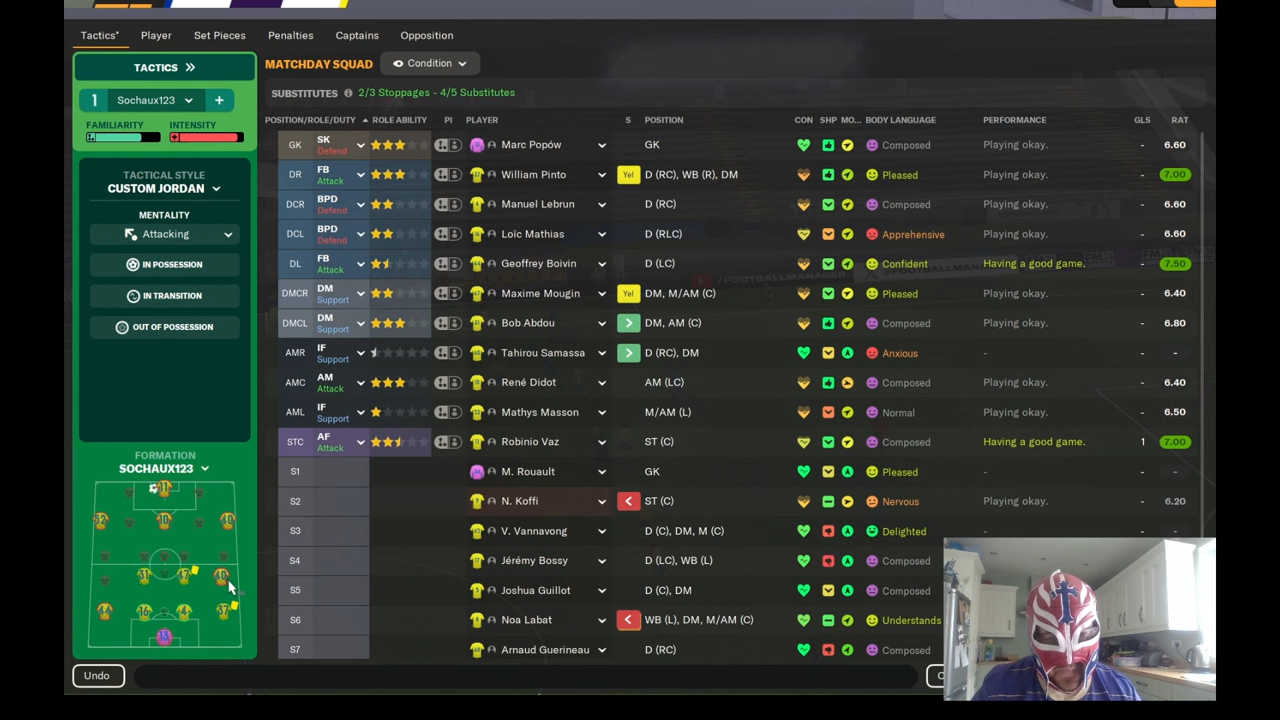 Tactics* Player Set Pieces Penalties Captains Opposition
TACTICS
1 Sochaux123 +
FAMILIARITY INTENSITY
TACTICAL STYLE
CUSTOM JORDAN
MENTALITY
Attacking
IN POSSESSION
IN TRANSITION
OUT OF POSSESSION
FORMATION
SOCHAUX123
MATCHDAY SQUAD Condition
SUBSTITUTES 2/3 Stoppages - 4/5 Substitutes
POSITION/ROLE/DUTY ROLE ABILITY PI PLAYER S POSITION CON SHP MO... BODY LANGUAGE PERFORMANCE GLS RAT
GK SK Defend Marc Popów GK Composed Playing okay. - 6.60
DR FB Attack William Pinto Yel D (RC), WB (R), DM Pleased Playing okay. - 7.00
DCR BPD Defend Manuel Lebrun D (RC) Composed Playing okay. - 6.60
DCL BPD Defend Loïc Mathias D (RLC) Apprehensive Playing okay. - 6.60
DL FB Attack Geoffrey Boivin D (LC) Confident Having a good game. - 7.50
DMCR DM Support Maxime Mougin Yel DM, M/AM (C) Pleased Playing okay. - 6.40
DMCL DM Support Bob Abdou DM, AM (C) Composed Playing okay. - 6.80
AMR IF Support Tahirou Samassa D (RC), DM Anxious - - -
AMC AM Attack René Didot AM (LC) Composed Playing okay. - 6.40
AML IF Support Mathys Masson M/AM (L) Normal Playing okay. - 6.50
STC AF Attack Robinio Vaz ST (C) Composed Having a good game. 1 7.00
S1 M. Rouault GK Pleased - - -
S2 N. Koffi ST (C) Nervous Playing okay. - 6.20
S3 V. Vannavong D (C), DM, M (C) Delighted - - -
S4 Jérémy Bossy D (LC), WB (L) Composed
S5 Joshua Guillot D (C), DM Composed
S6 Noa Labat WB (L), DM, M/AM (C) Understands
S7 Arnaud Guerineau D (RC) Composed
Undo